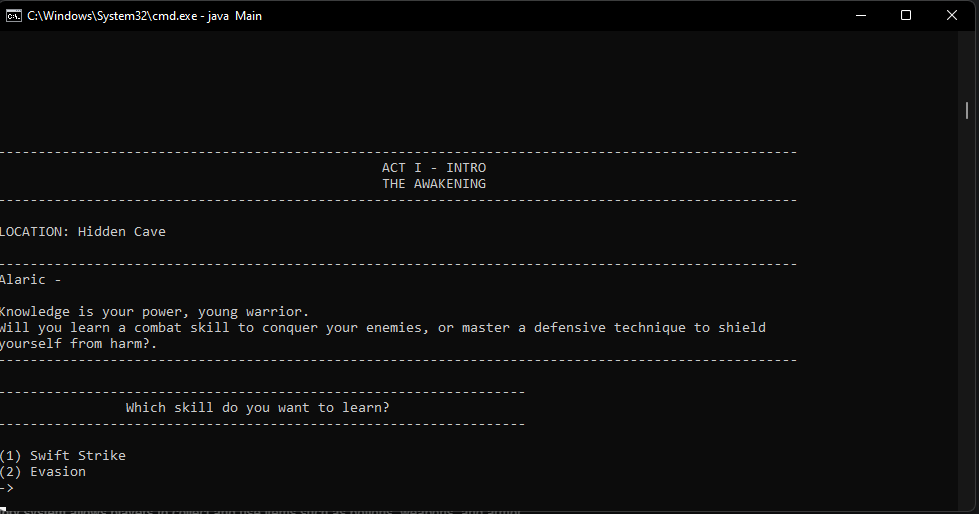 C:\Windows\System32\cmd.exe - java  Main
--------------------------------------------------------------------------------
ACT I - INTRO
THE AWAKENING
--------------------------------------------------------------------------------
LOCATION: Hidden Cave
--------------------------------------------------------------------------------
Alaric -
Knowledge is your power, young warrior.
Will you learn a combat skill to conquer your enemies, or master a defensive technique to shield
yourself from harm?.
--------------------------------------------------------------------------------
------------------------------------------------------------------
Which skill do you want to learn?
------------------------------------------------------------------
(1) Swift Strike
(2) Evasion
->